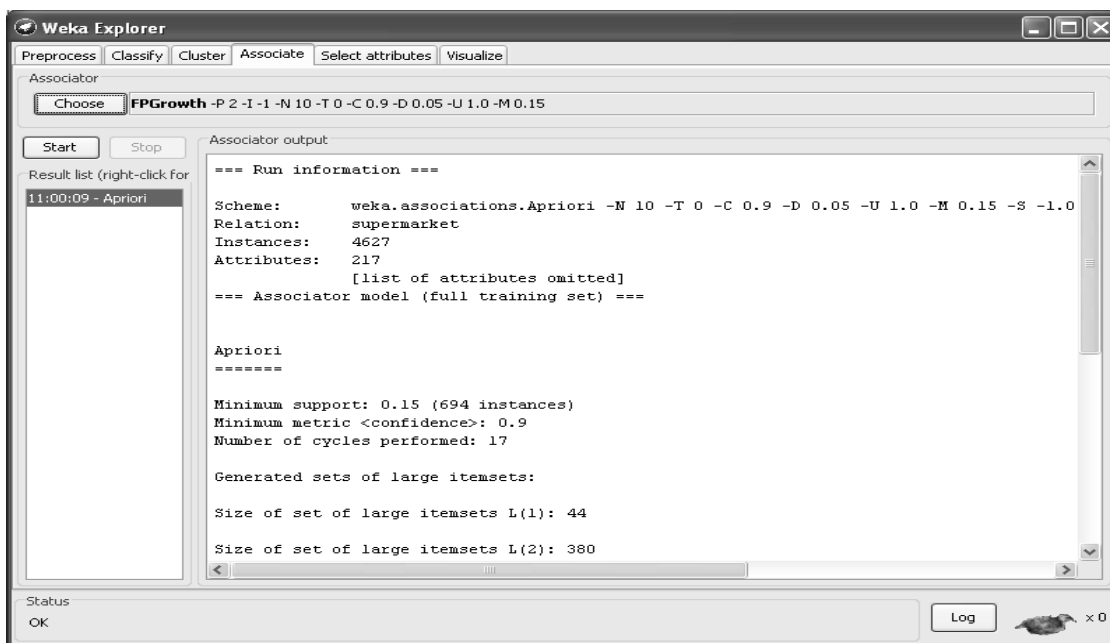 Weka Explorer
Preprocess Classify Cluster Associate Select attributes Visualize
Associator
Choose FPGrowth -P 2 -I -1 -N 10 -T 0 -C 0.9 -D 0.05 -U 1.0 -M 0.15
Start Stop
Result list (right-click for
11:00:09 - Apriori
Associator output
=== Run information ===
Scheme: weka.associations.Apriori -N 10 -T 0 -C 0.9 -D 0.05 -U 1.0 -M 0.15 -S -1.0
Relation: supermarket
Instances: 4627
Attributes: 217
[list of attributes omitted]
=== Associator model (full training set) ===
Apriori
=======
Minimum support: 0.15 (694 instances)
Minimum metric <confidence>: 0.9
Number of cycles performed: 17
Generated sets of large itemsets:
Size of set of large itemsets L(1): 44
Size of set of large itemsets L(2): 380
Status
OK
Log
x 0